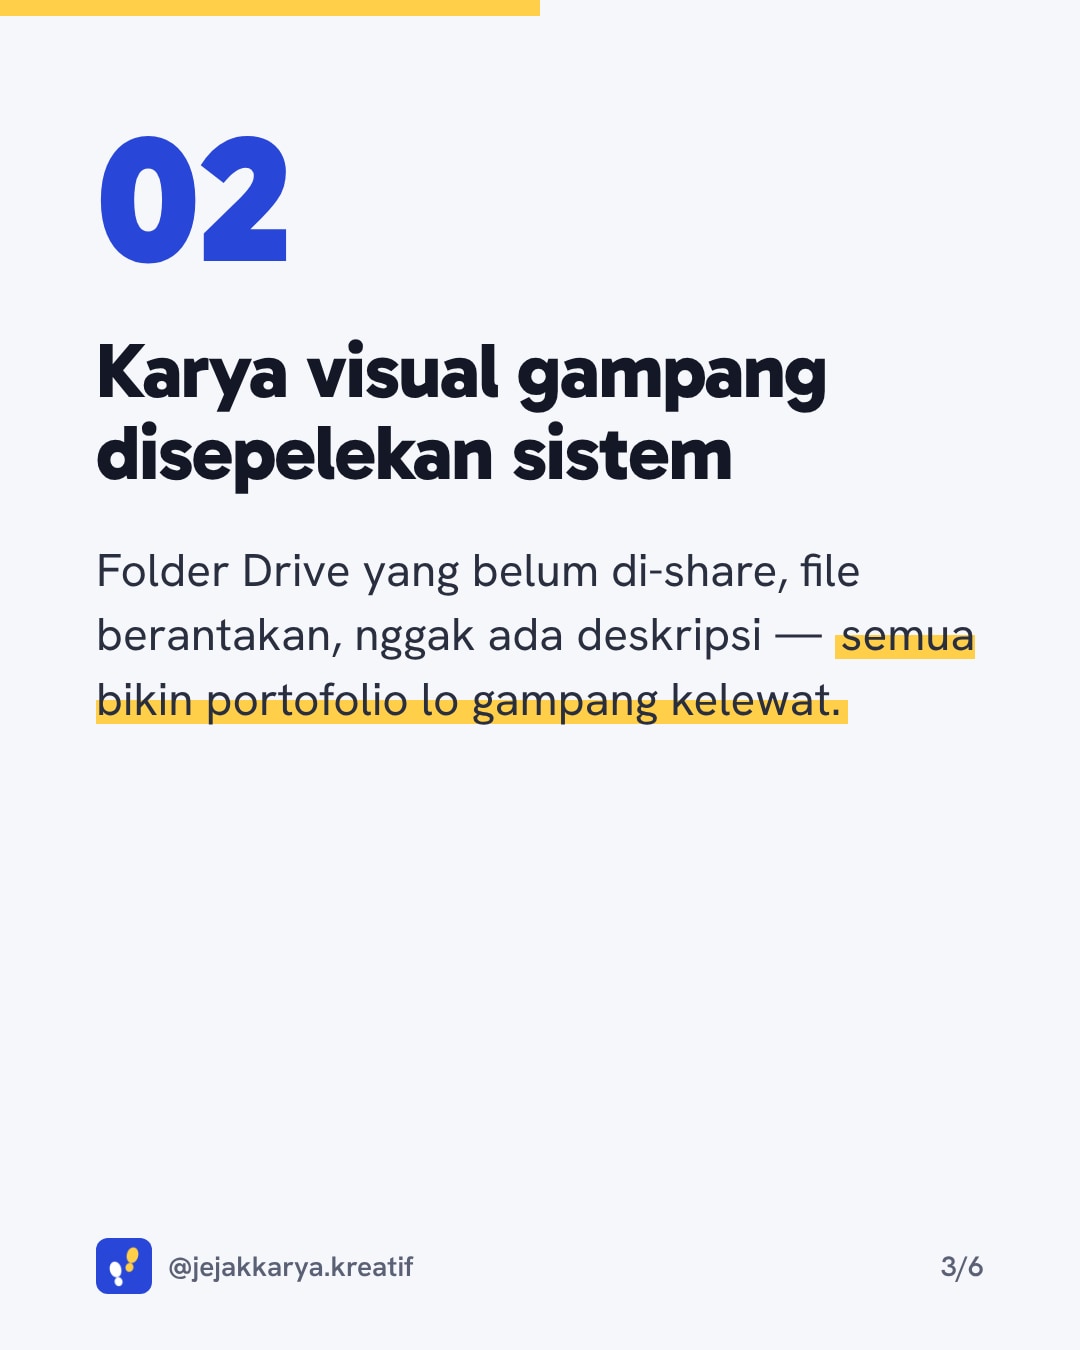 02
Karya visual gampang
disepelekan sistem
Folder Drive yang belum di-share, file
berantakan, nggak ada deskripsi — semua
bikin portofolio lo gampang kelewat.
@jejakkarya.kreatif
3/6